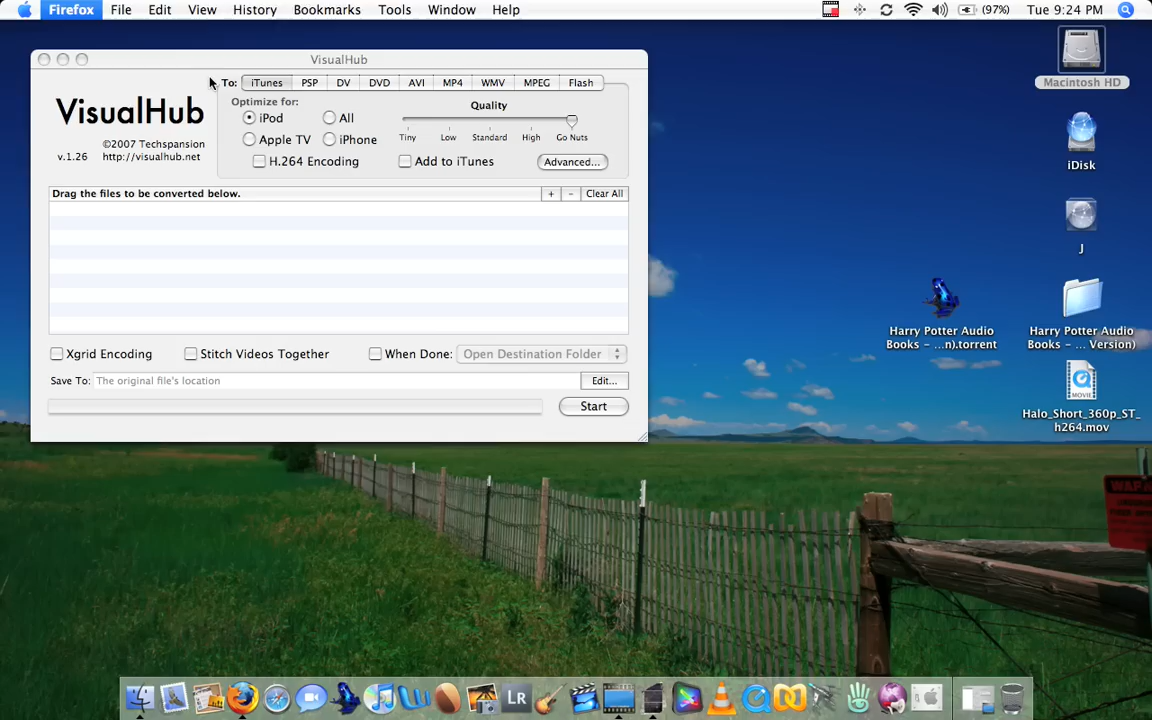 Firefox File Edit View History Bookmarks Tools Window Help (97%) Tue 9:24 PM
VisualHub
To: iTunes PSP DV DVD AVI MP4 WMV MPEG Flash
VisualHub
©2007 Techspansion
v.1.26 http://visualhub.net
Optimize for:
iPod All
Apple TV iPhone
H.264 Encoding
Quality
Tiny Low Standard High Go Nuts
Add to iTunes Advanced...
Drag the files to be converted below. + - Clear All
Xgrid Encoding Stitch Videos Together When Done: Open Destination Folder
Save To: The original file's location Edit...
Start
Macintosh HD
iDisk
J
Harry Potter Audio
Books - ...n).torrent
Harry Potter Audio
Books - ... Version)
MOVIE
Halo_Short_360p_ST_
h264.mov
LR